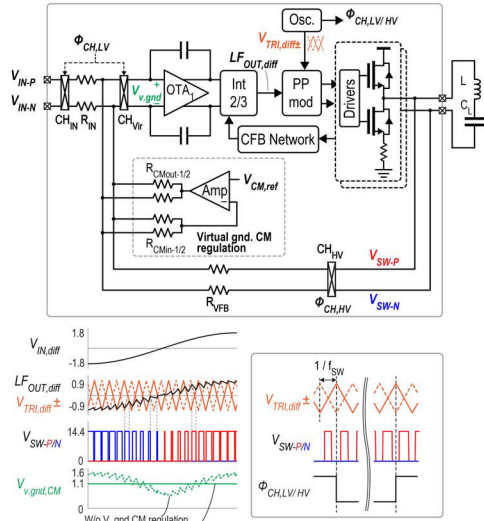 Osc.
Φ_CH,LV/ HV
V_TRI,diff±
Φ_CH,LV
LF_OUT,diff
V_IN-P
V_IN-N
V_v.gnd
+
−
OTA_1
Int
2/3
PP
mod
Drivers
L
C_L
CH_IN
R_IN
CH_Vir
CFB Network
R_CMout-1/2
Amp
V_CM,ref
R_CMin-1/2
Virtual gnd. CM
regulation
CH_HV
V_SW-P
R_VFB
Φ_CH,HV
V_SW-N
V_IN,diff
1.8
-1.8
LF_OUT,diff
V_TRI,diff ±
0.9
-0.9
V_SW-P/N
14.4
0
V_v.gnd,CM
1.6
1.1
W/o V_v.gnd CM regulation
1 / f_SW
V_TRI,diff±
V_SW-P/N
Φ_CH,LV/ HV